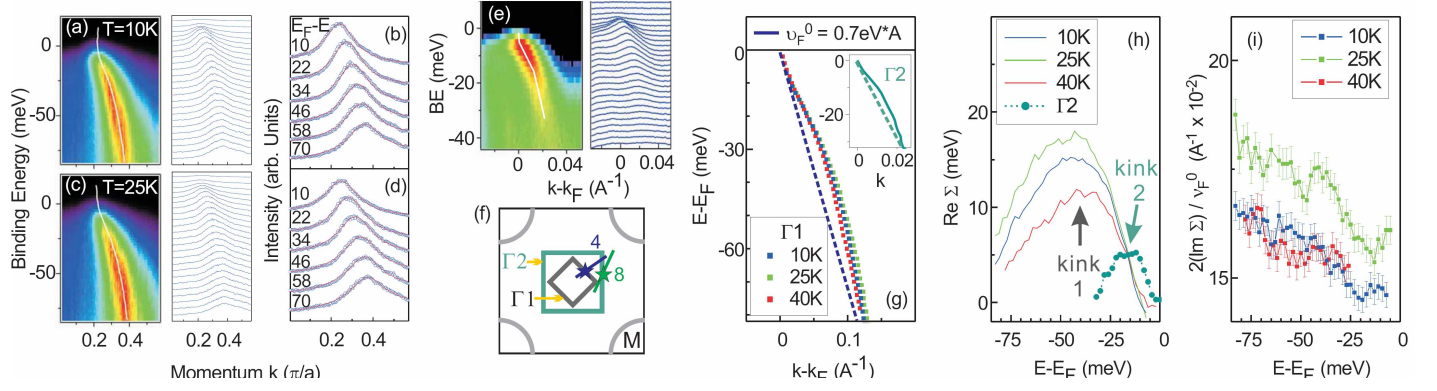 (a) T=10K
0
-50
(c) T=25K
0
-50
Binding Energy (meV)
0.2 0.4
0.2 0.4
Momentum k (π/a)
E_F-E
(b)
10
22
34
46
58
70
(d)
10
22
34
46
58
70
Intensity (arb. Units)
0.2 0.4
(e)
BE (meV)
0
-20
-40
0 0.04
0 0.04
k-k_F (A^-1)
(f)
Γ2
Γ1
4
8
M
υ_F^0 = 0.7eV*A
0
-30
-60
E-E_F (meV)
Γ2
0
-20
0 0.02
k
Γ1
10K
25K
40K
(g)
0 0.1
k-k_F (A^-1)
(h)
10K
25K
40K
Γ2
20
10
0
Re Σ (meV)
kink
2
kink
1
-75 -50 -25 0
E-E_F (meV)
(i)
10K
25K
40K
20
15
2(Im Σ) / v_F^0 (A^-1 x 10^-2)
-75 -50 -25 0
E-E_F (meV)